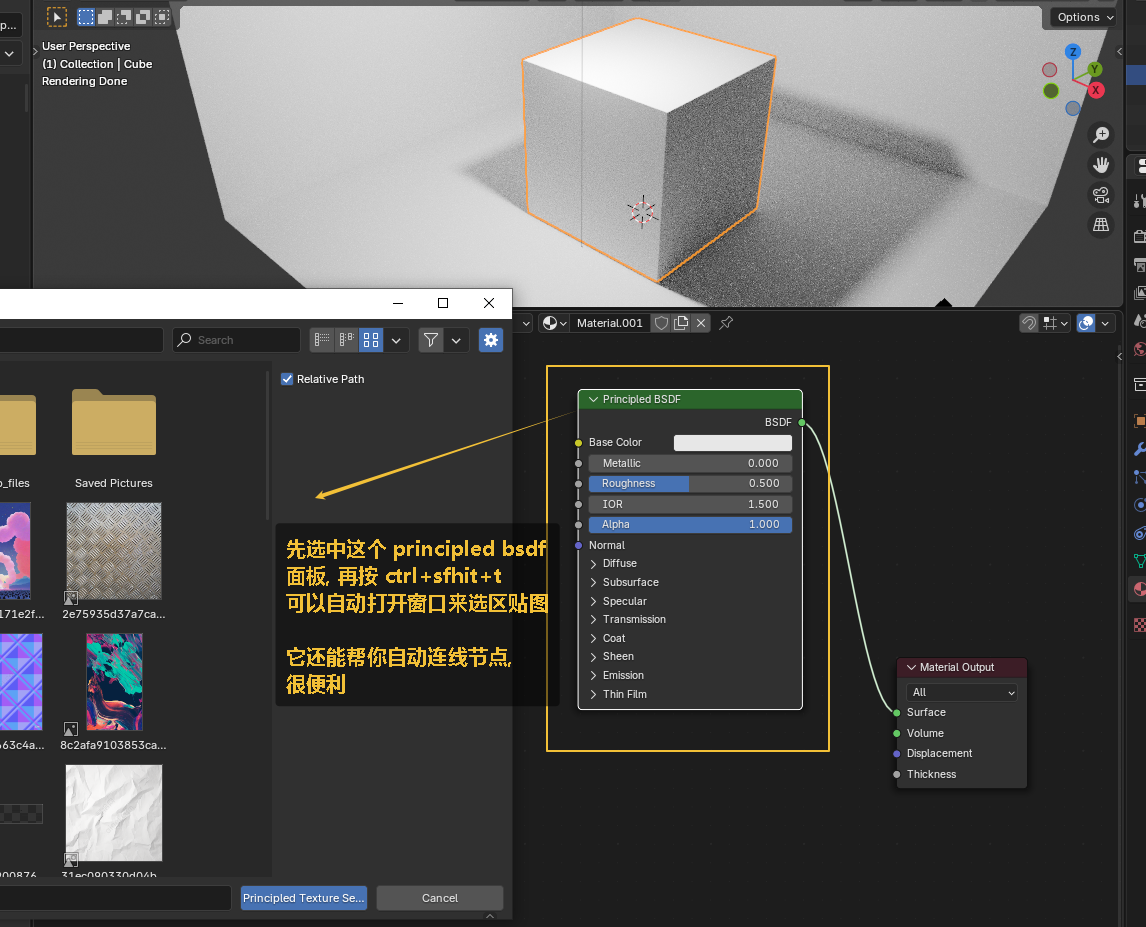 p...
Options
User Perspective
(1) Collection | Cube
Rendering Done
Z
Y
X
Material.001
Search
Relative Path
_files
Saved Pictures
171e2f...
2e75935d37a7ca...
563c4a...
8c2afa9103853ca...
Principled Texture Se...
Cancel
先选中这个 principled bsdf
面板, 再按 ctrl+sfhit+t
可以自动打开窗口来选区贴图
它还能帮你自动连线节点,
很便利
Principled BSDF
BSDF
Base Color
Metallic 0.000
Roughness 0.500
IOR 1.500
Alpha 1.000
Normal
Diffuse
Subsurface
Specular
Transmission
Coat
Sheen
Emission
Thin Film
Material Output
All
Surface
Volume
Displacement
Thickness